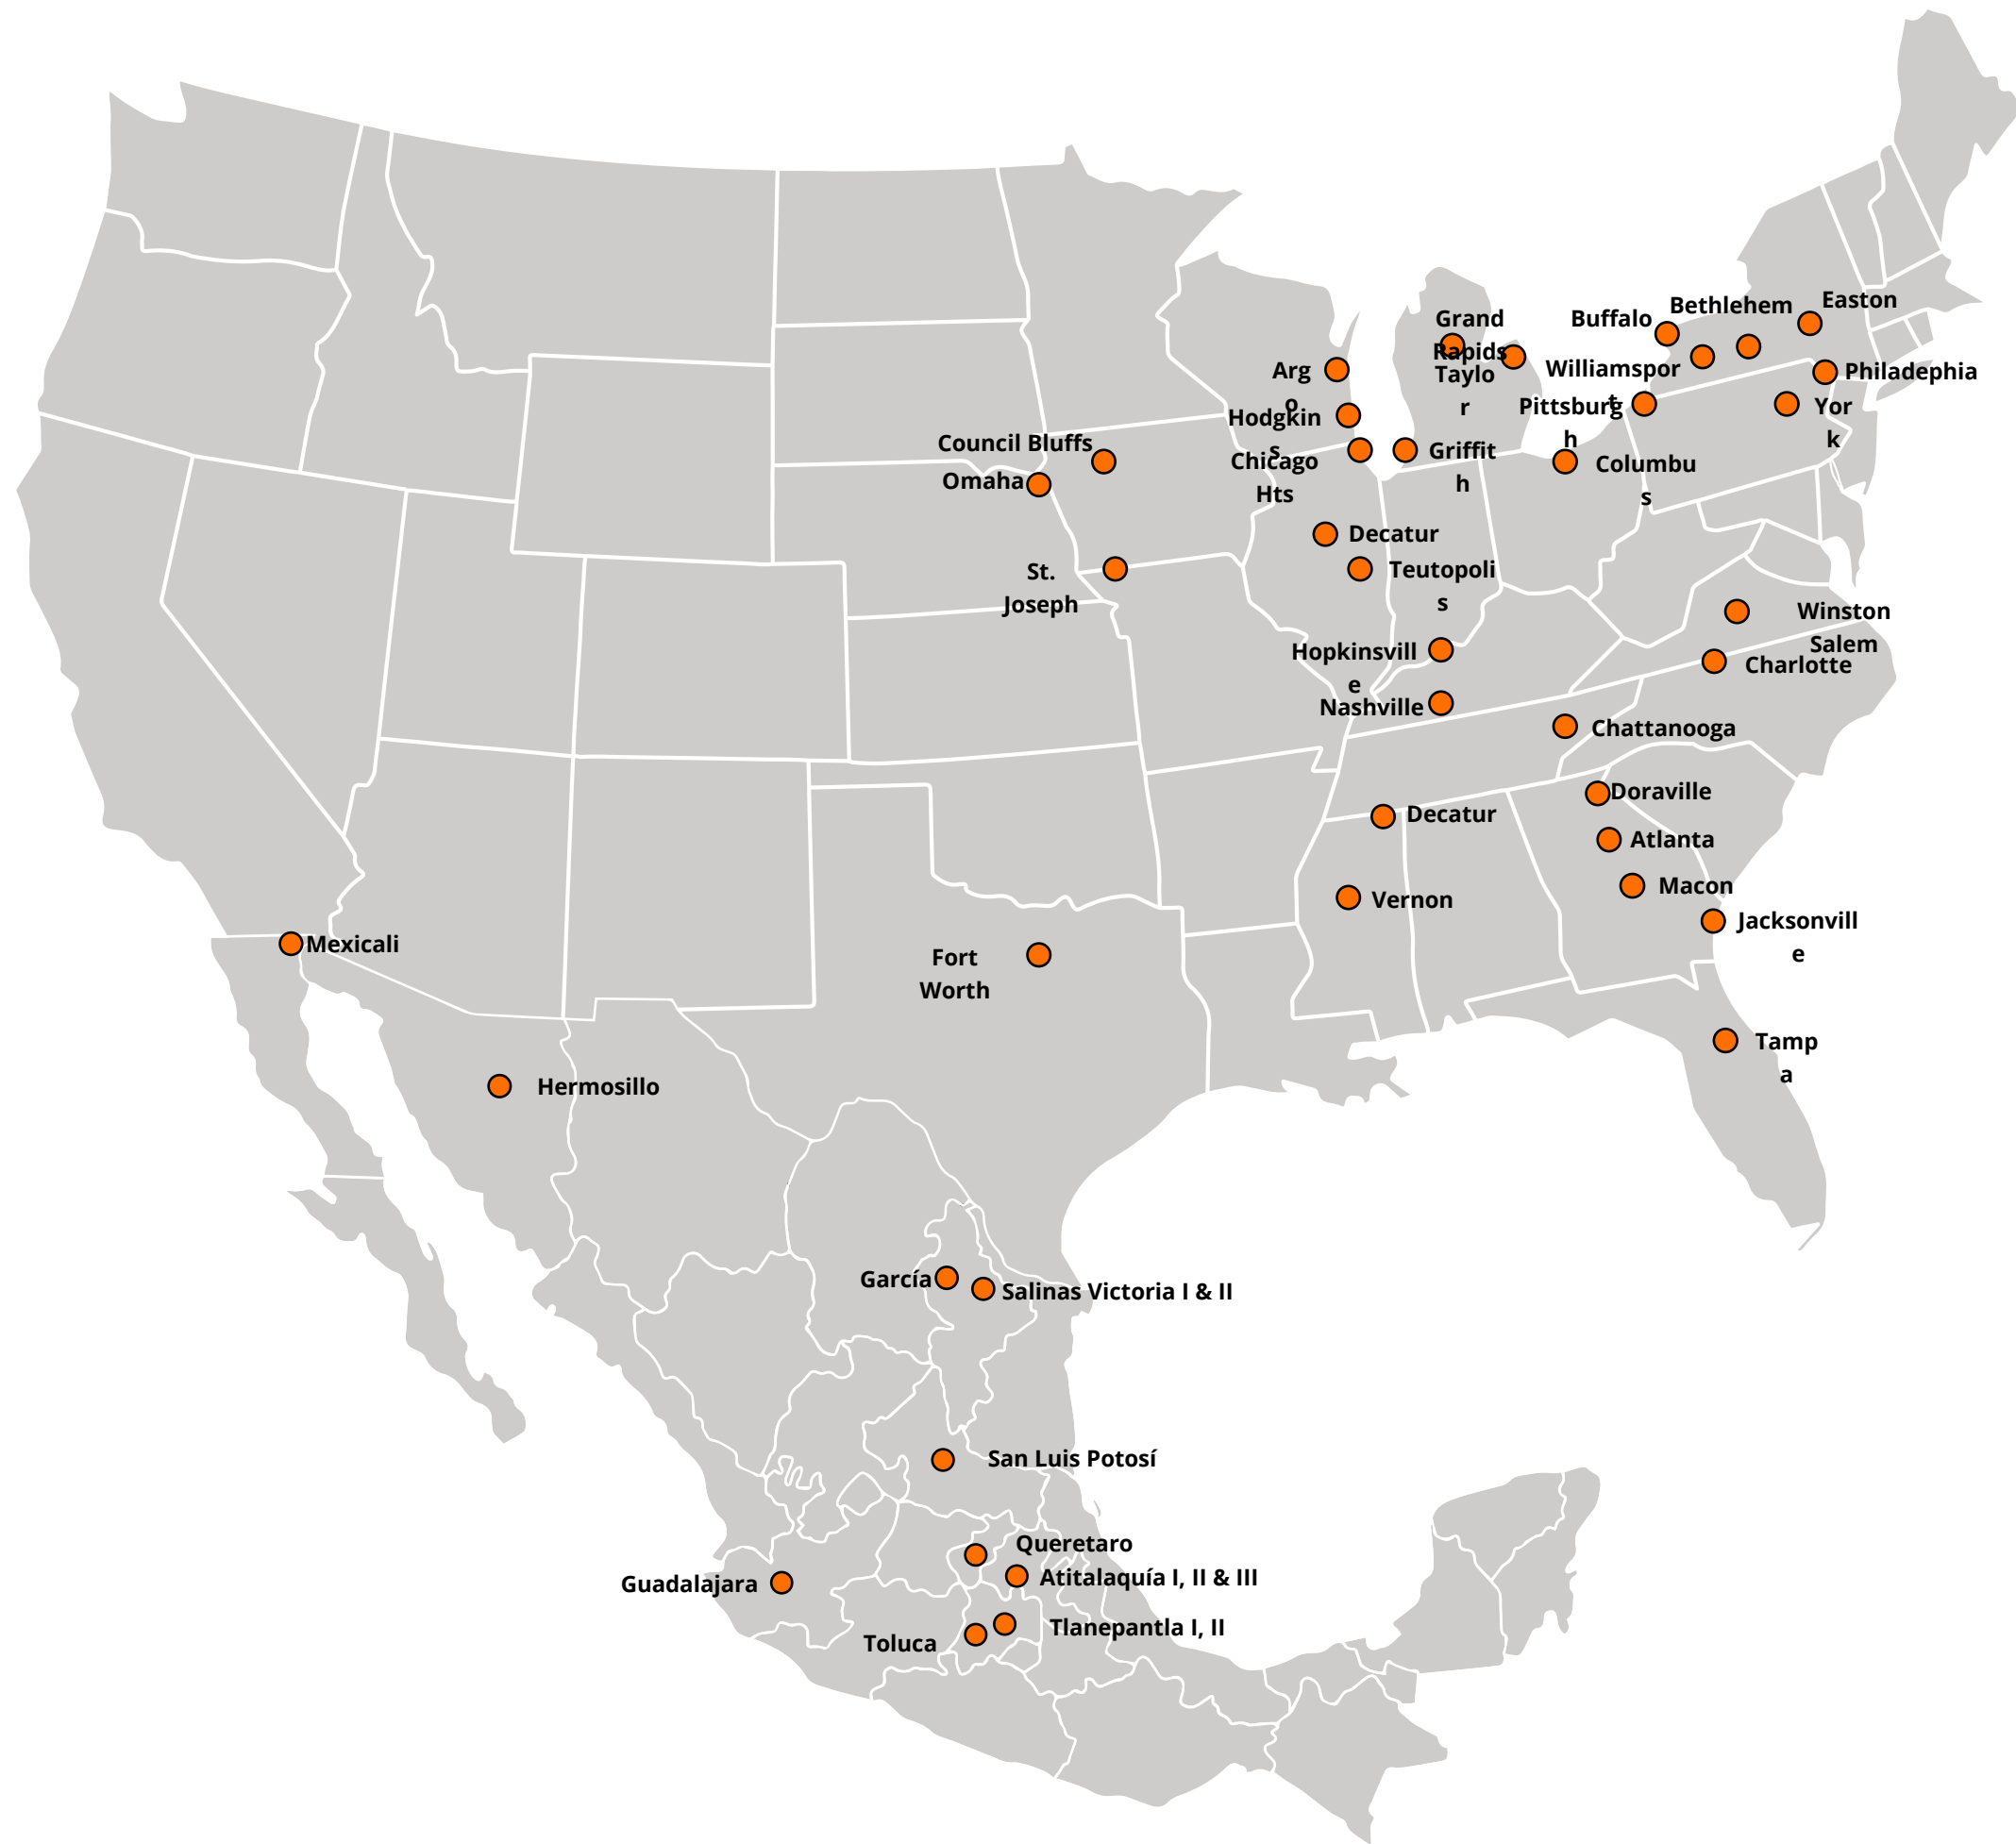 Easton
Bethlehem
Buffalo
Grand
Rapids
Taylo
r
Williamspor
t
Philadephia
Arg
o
Pittsburg
h
Yor
k
Hodgkin
s
Council Bluffs
Griffit
h
Chicago
Hts
Columbu
s
Omaha
Decatur
St.
Joseph
Teutopoli
s
Winston
Salem
Hopkinsvill
e
Charlotte
Nashville
Chattanooga
Doraville
Decatur
Atlanta
Macon
Vernon
Jacksonvill
e
Mexicali
Fort
Worth
Tamp
a
Hermosillo
García
Salinas Victoria I & II
San Luis Potosí
Queretaro
Atitalaquía I, II & III
Guadalajara
Tlanepantla I, II
Toluca